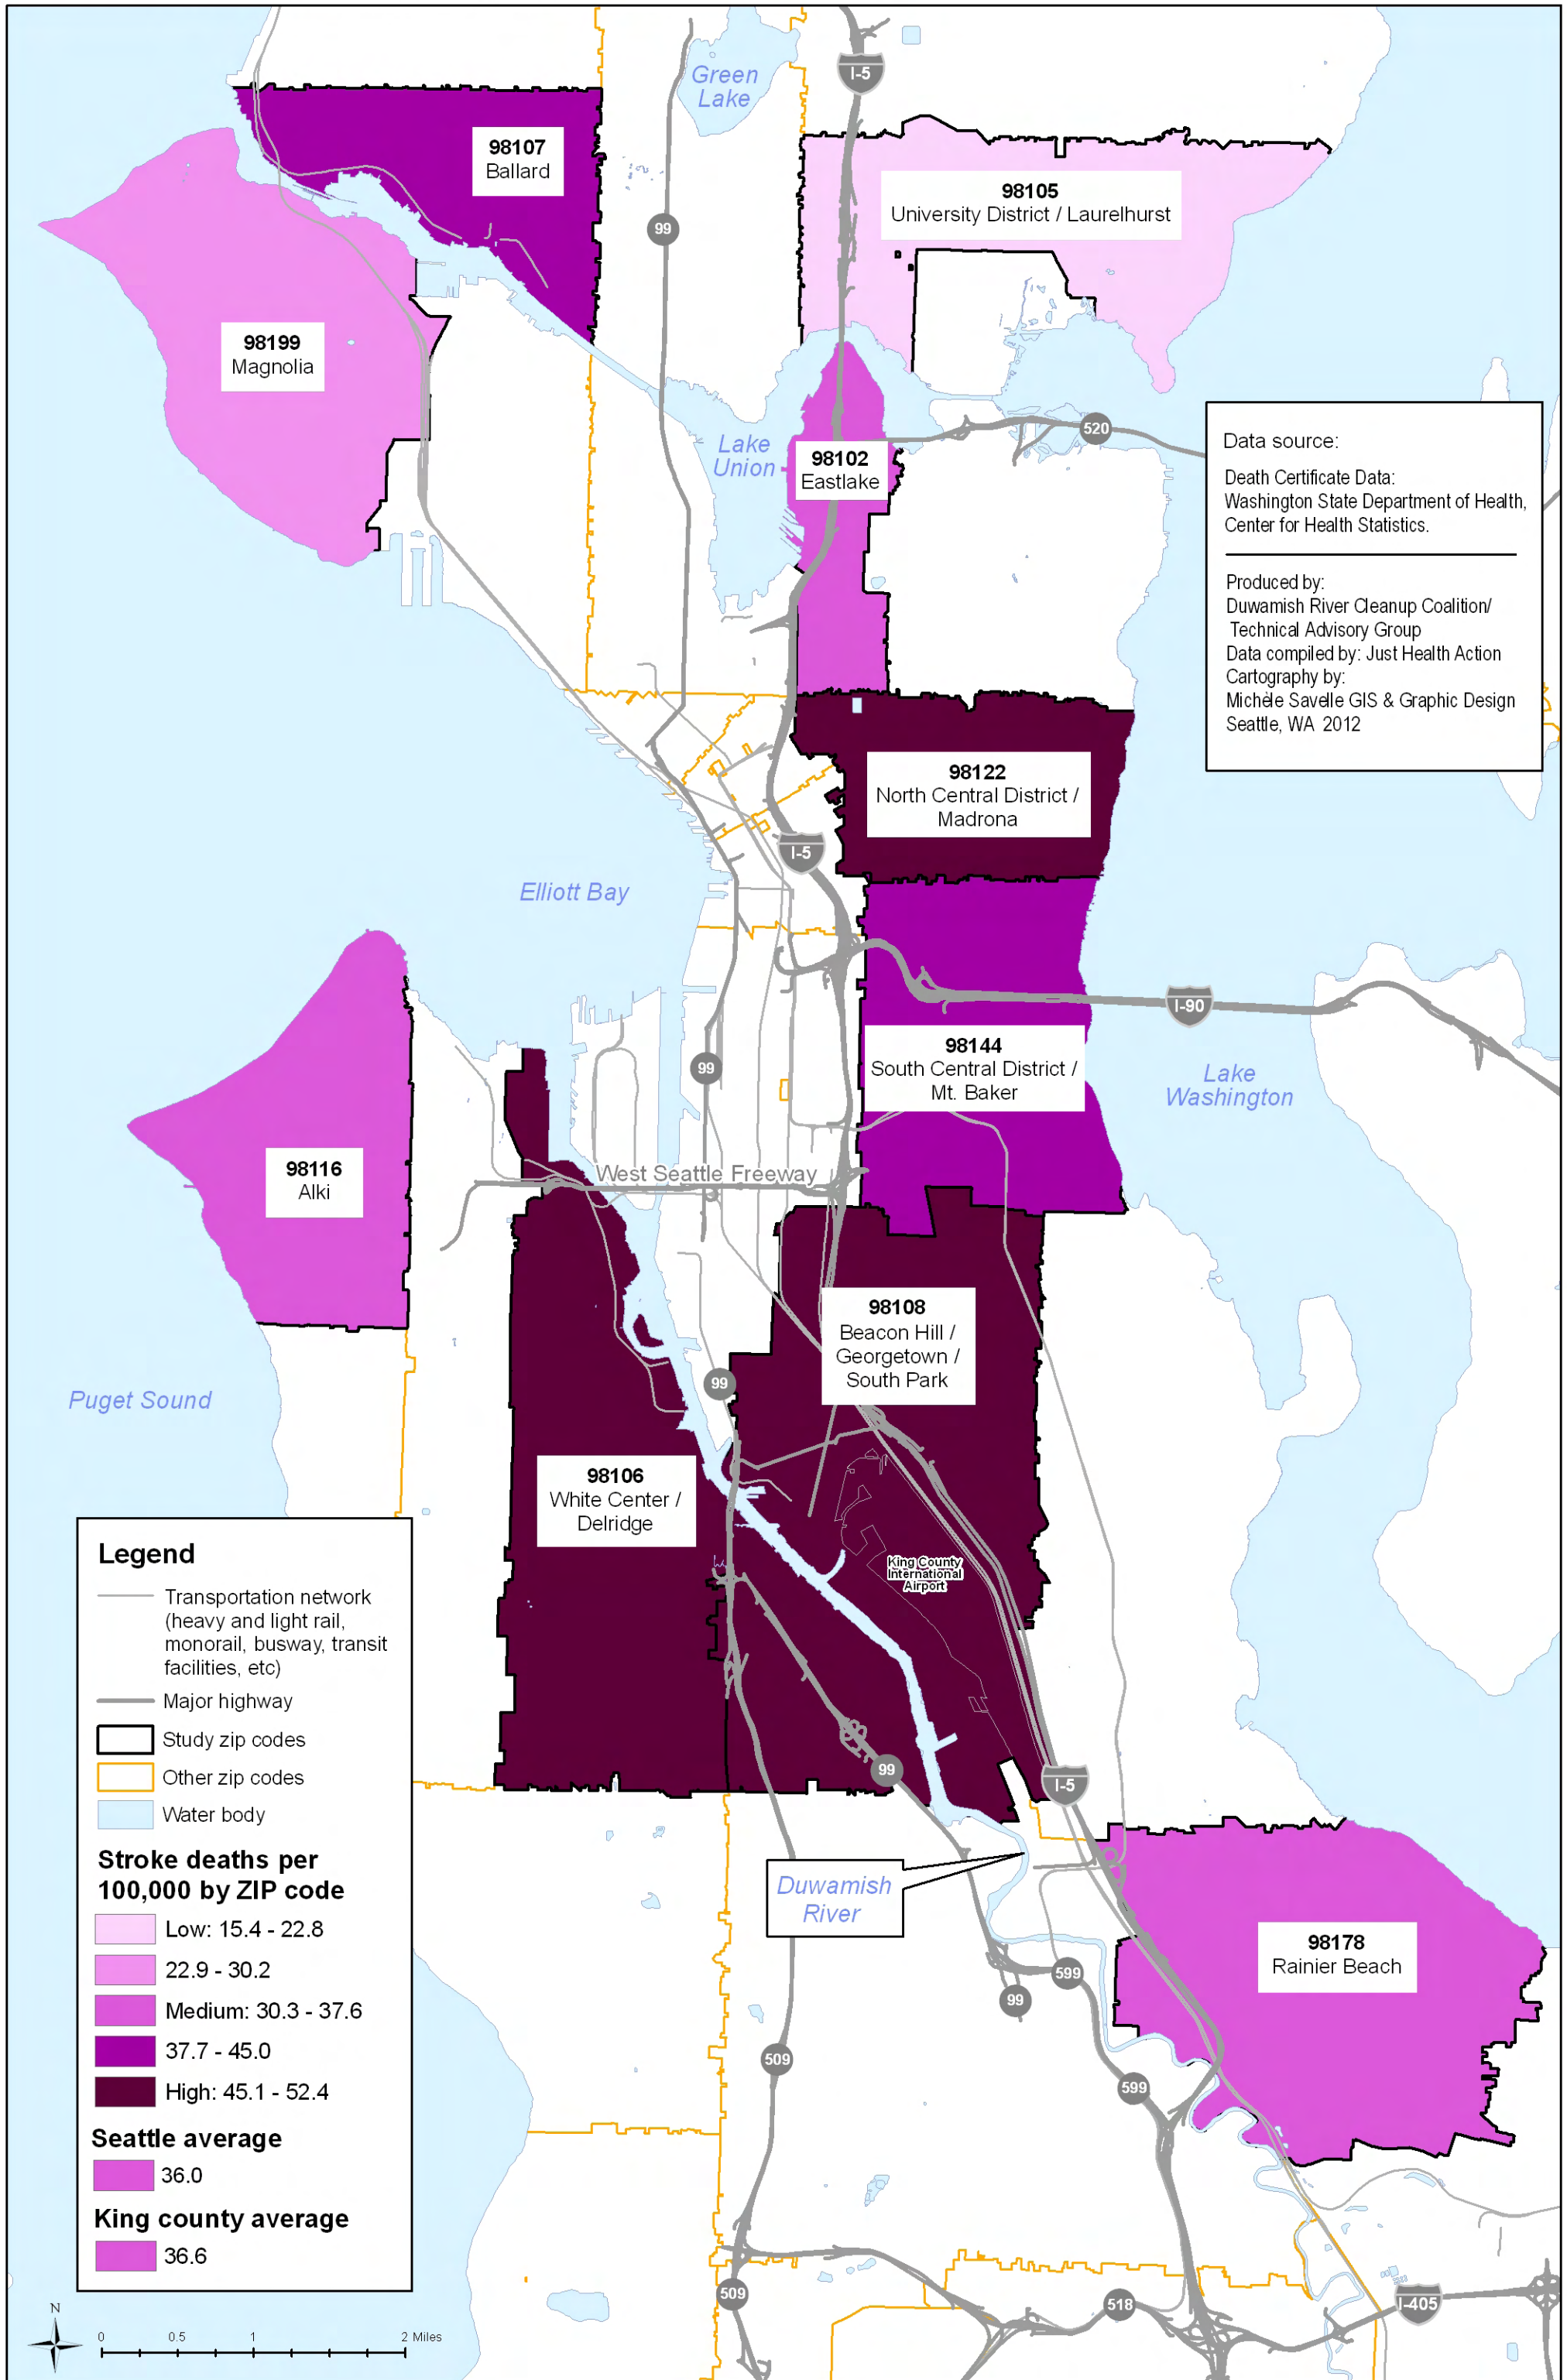 Green
Lake
I-5
98107
Ballard
98105
University District / Laurelhurst
99
98199
Magnolia
520
Lake
Union
98102
Eastlake
Data source:
Death Certificate Data:
Washington State Department of Health,
Center for Health Statistics.
Produced by:
Duwamish River Cleanup Coalition/
Technical Advisory Group
Data compiled by: Just Health Action
Cartography by:
Michèle Savelle GIS & Graphic Design
Seattle, WA 2012
98122
North Central District /
Madrona
I-5
Elliott Bay
I-90
98144
South Central District /
Mt. Baker
99
Lake
Washington
West Seattle Freeway
98116
Alki
98108
Beacon Hill /
Georgetown /
South Park
99
Puget Sound
98106
White Center /
Delridge
King County
International
Airport
99
I-5
Duwamish
River
98178
Rainier Beach
599
99
509
599
509
518
I-405
Legend
Transportation network
(heavy and light rail,
monorail, busway, transit
facilities, etc)
Major highway
Study zip codes
Other zip codes
Water body
Stroke deaths per
100,000 by ZIP code
Low: 15.4 - 22.8
22.9 - 30.2
Medium: 30.3 - 37.6
37.7 - 45.0
High: 45.1 - 52.4
Seattle average
36.0
King county average
36.6
N
0 0.5 1 2 Miles